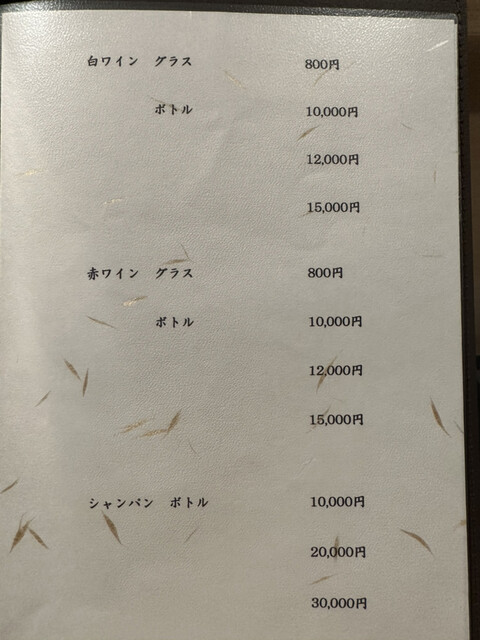 白ワイン　グラス　800円
ボトル　10,000円
12,000円
15,000円
赤ワイン　グラス　800円
ボトル　10,000円
12,000円
15,000円
シャンパン　ボトル　10,000円
20,000円
30,000円